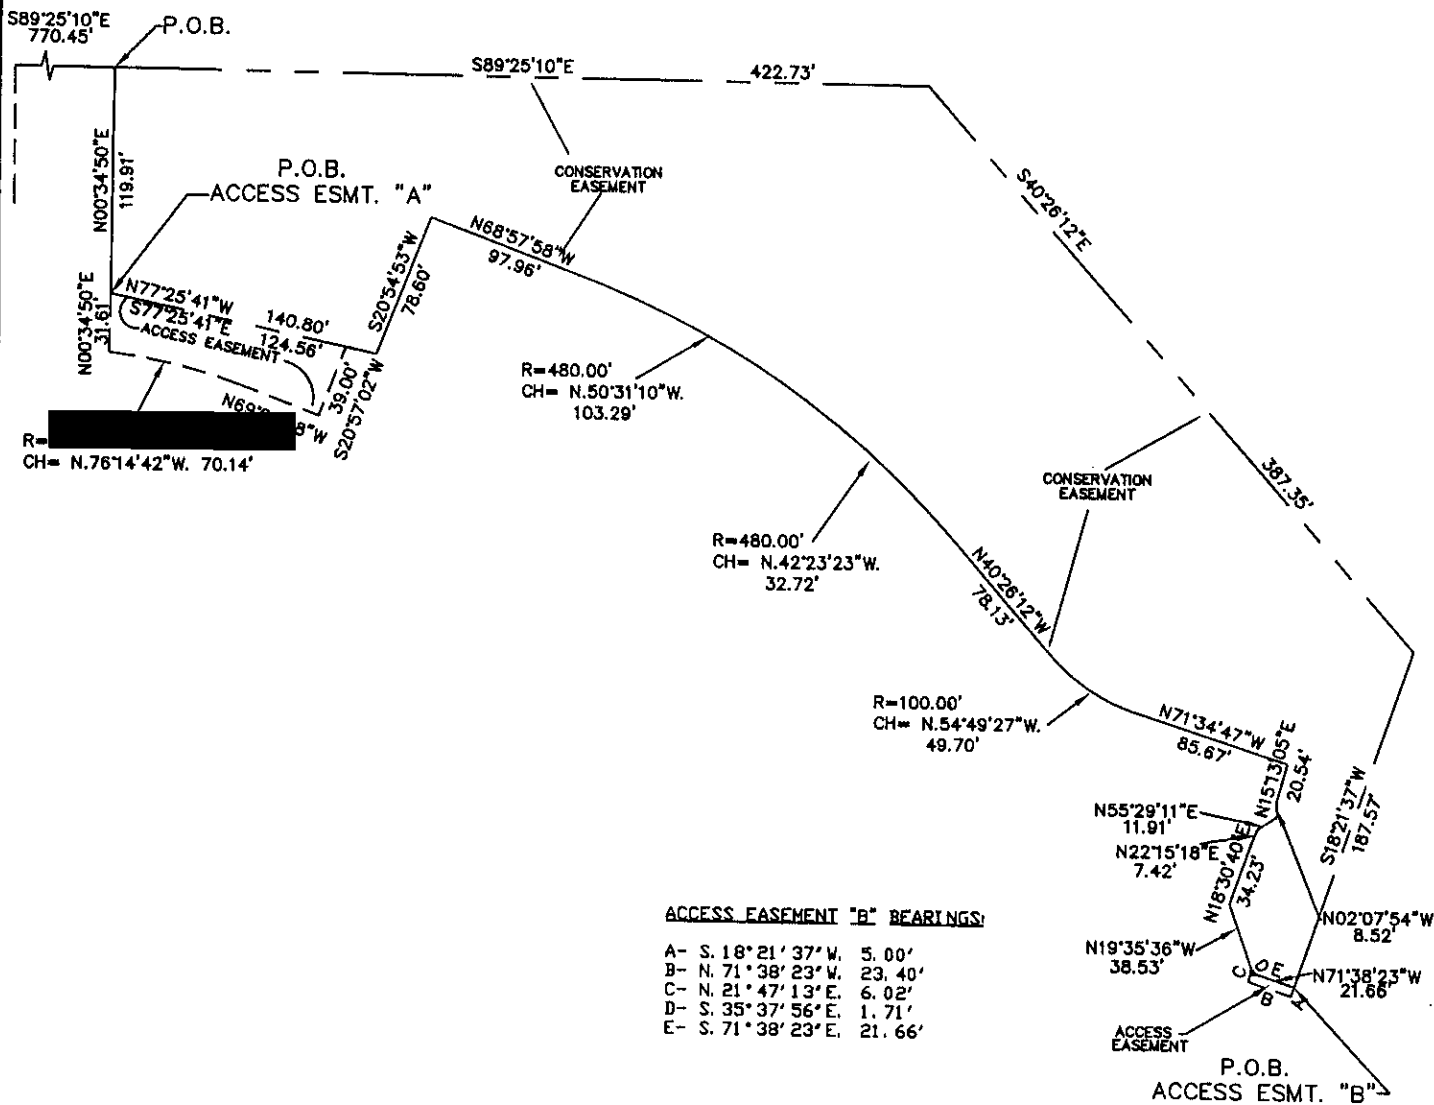 S89°25'10"E
770.45'
P.O.B.
S89°25'10"E
422.73'
N00°34'50"E
119.91'
P.O.B.
ACCESS ESMT. "A"
CONSERVATION
EASEMENT
S40°26'12"E
N68°57'58"W
97.96'
S20°54'53"W
78.60'
N00°34'50"E
31.61'
N77°25'41"W
140.80'
S77°25'41"E
124.56'
ACCESS EASEMENT
39.00'
S20°57'02"W
R=
CH= N.76°14'42"W. 70.14'
R=480.00'
CH= N.50°31'10"W.
103.29'
CONSERVATION
EASEMENT
387.35'
R=480.00'
CH= N.42°23'23"W.
32.72'
N40°26'12"W
78.13'
R=100.00'
CH= N.54°49'27"W.
49.70'
N71°34'47"W
85.67'
N15°13'05"E
20.54'
S18°21'37"W
187.57'
N55°29'11"E
11.91'
N22°15'18"E
7.42'
N18°30'40"E
34.23'
N02°07'54"W
8.52'
N19°35'36"W
38.53'
N71°38'23"W
21.66'
C
D
E
B
A
ACCESS
EASEMENT
P.O.B.
ACCESS ESMT. "B"
ACCESS EASEMENT "B" BEARINGS:
A- S. 18°21'37"W. 5.00'
B- N. 71°38'23"W. 23.40'
C- N. 21°47'13"E. 6.02'
D- S. 35°37'56"E. 1.71'
E- S. 71°38'23"E. 21.66'